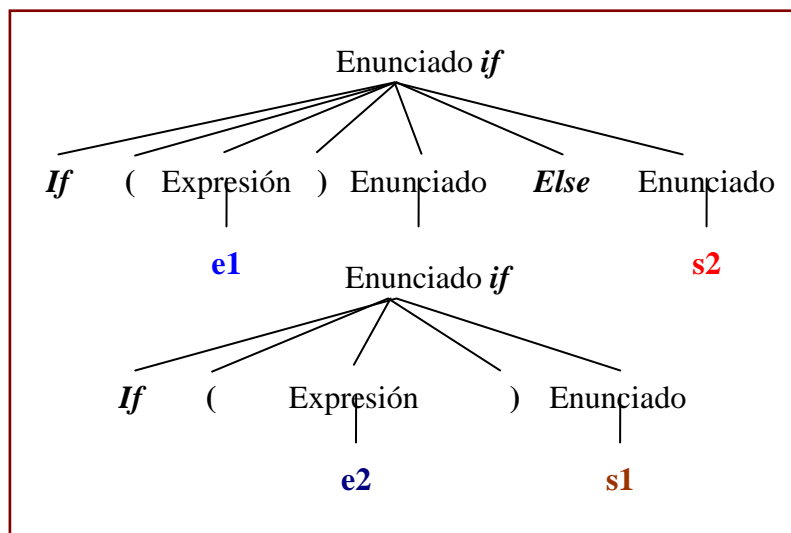 Enunciado if
If ( Expresión ) Enunciado Else Enunciado
e1 s2
Enunciado if
If ( Expresión ) Enunciado
e2 s1